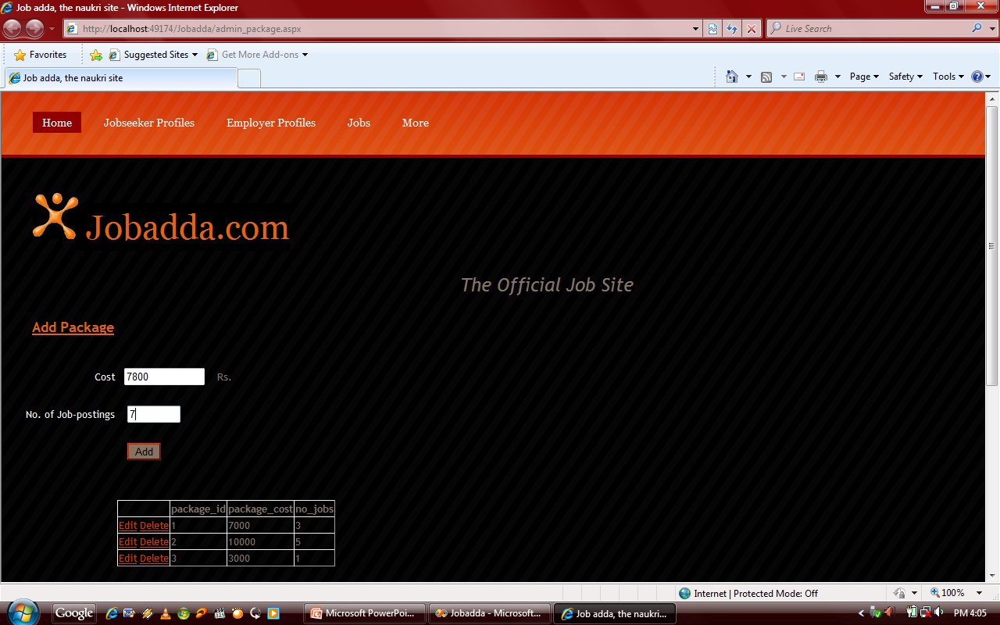 Job adda, the naukri site - Windows Internet Explorer
http://localhost:49174/Jobadda/admin_package.aspx
Live Search
Favorites
Suggested Sites
Get More Add-ons
Job adda, the naukri site
Page
Safety
Tools
Home
Jobseeker Profiles
Employer Profiles
Jobs
More
Jobadda.com
The Official Job Site
Add Package
Cost 7800 Rs.
No. of Job-postings 7
Add
package_id package_cost no_jobs
Edit Delete 1 7000 3
Edit Delete 2 10000 5
Edit Delete 3 3000 1
Internet | Protected Mode: Off
100%
Google
Microsoft PowerPoi...
Jobadda - Microsoft...
Job adda, the naukri...
PM 4:05